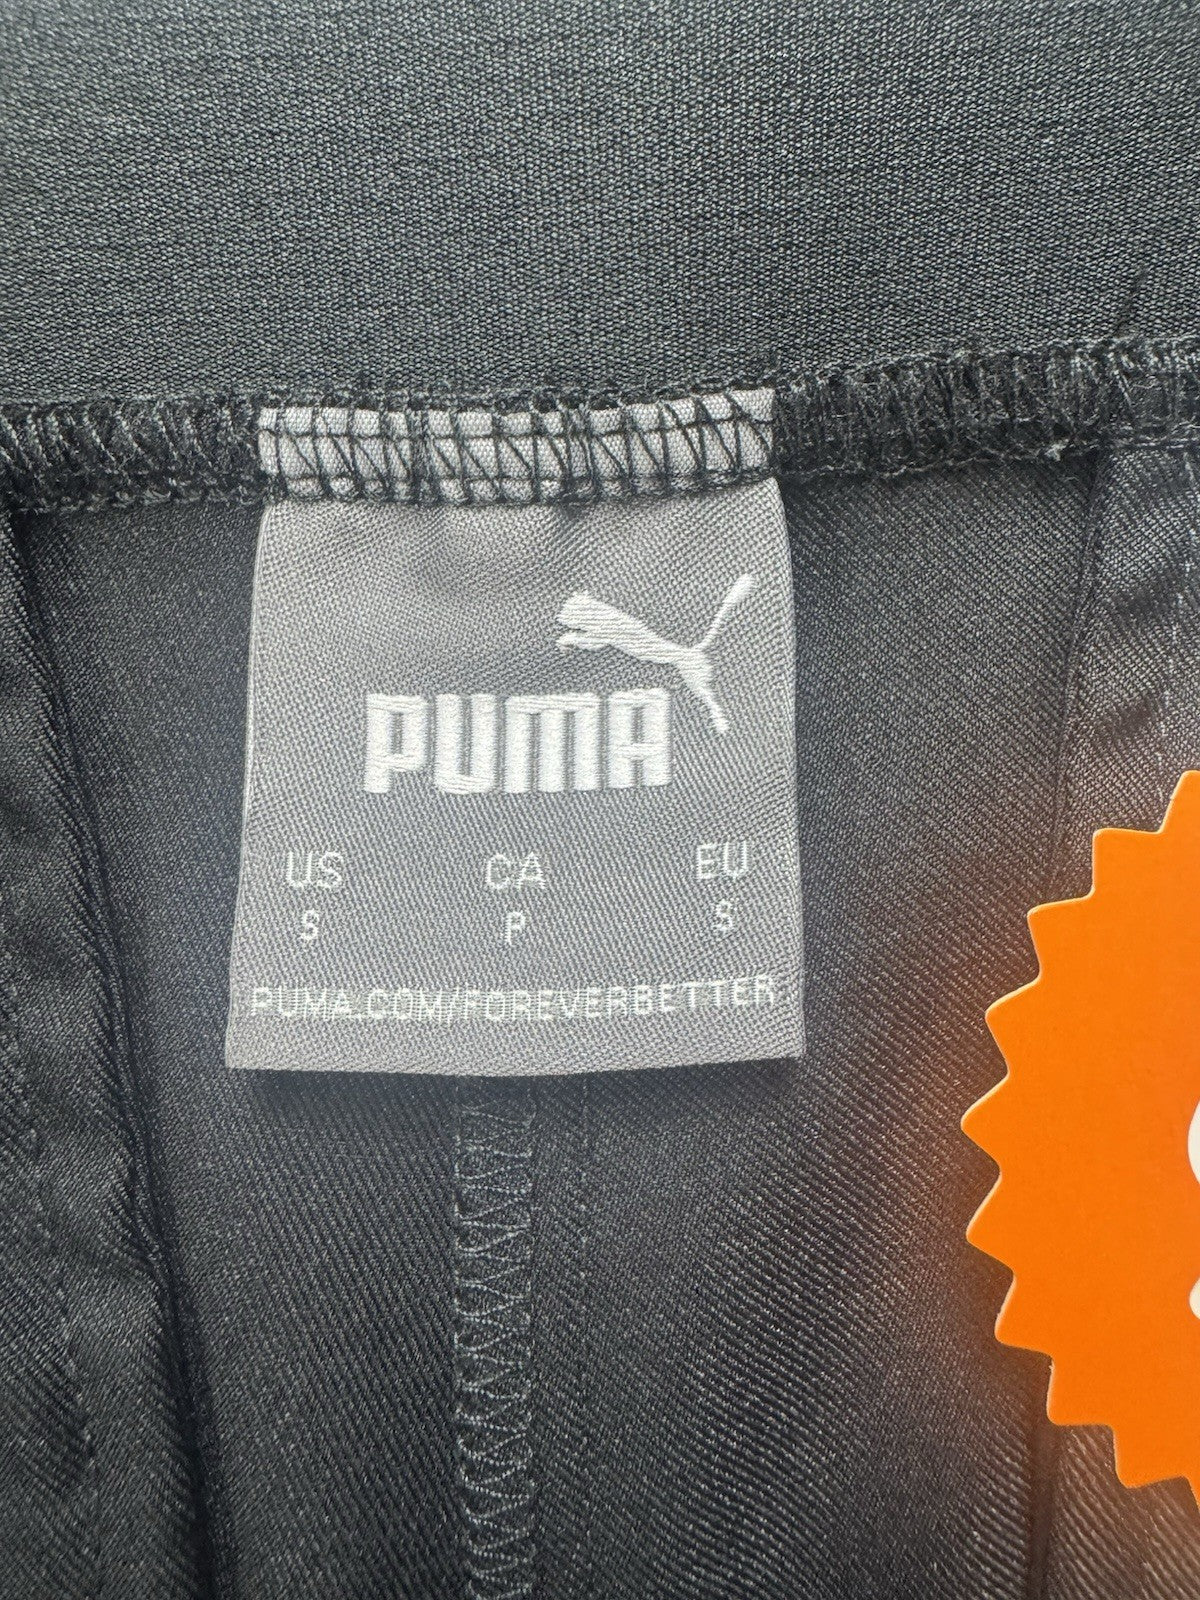 PUMA
US CA EU
S P S
PUMA.COM/FOREVERBETTER